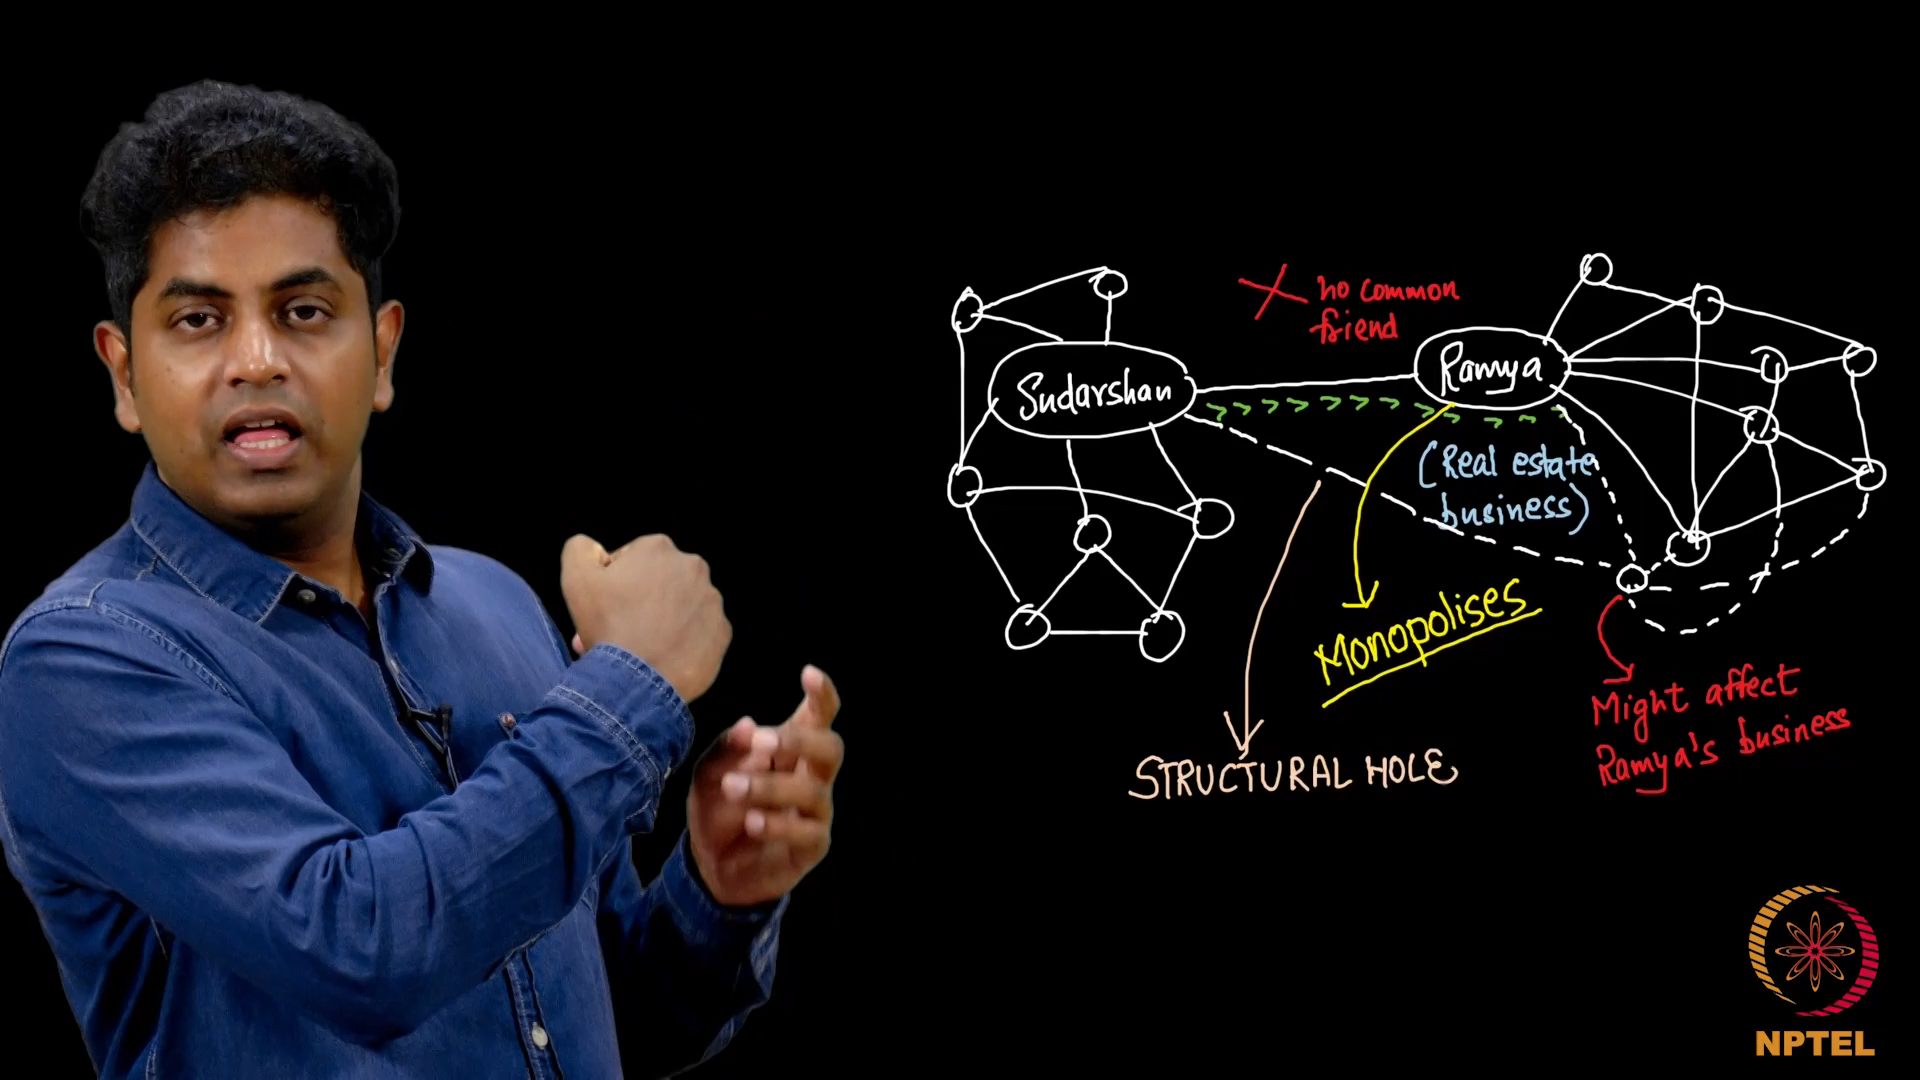 no common
friend
Sudarshan
Ramya
(Real estate
business)
Monopolises
Might affect
Ramya's business
STRUCTURAL HOLE
NPTEL